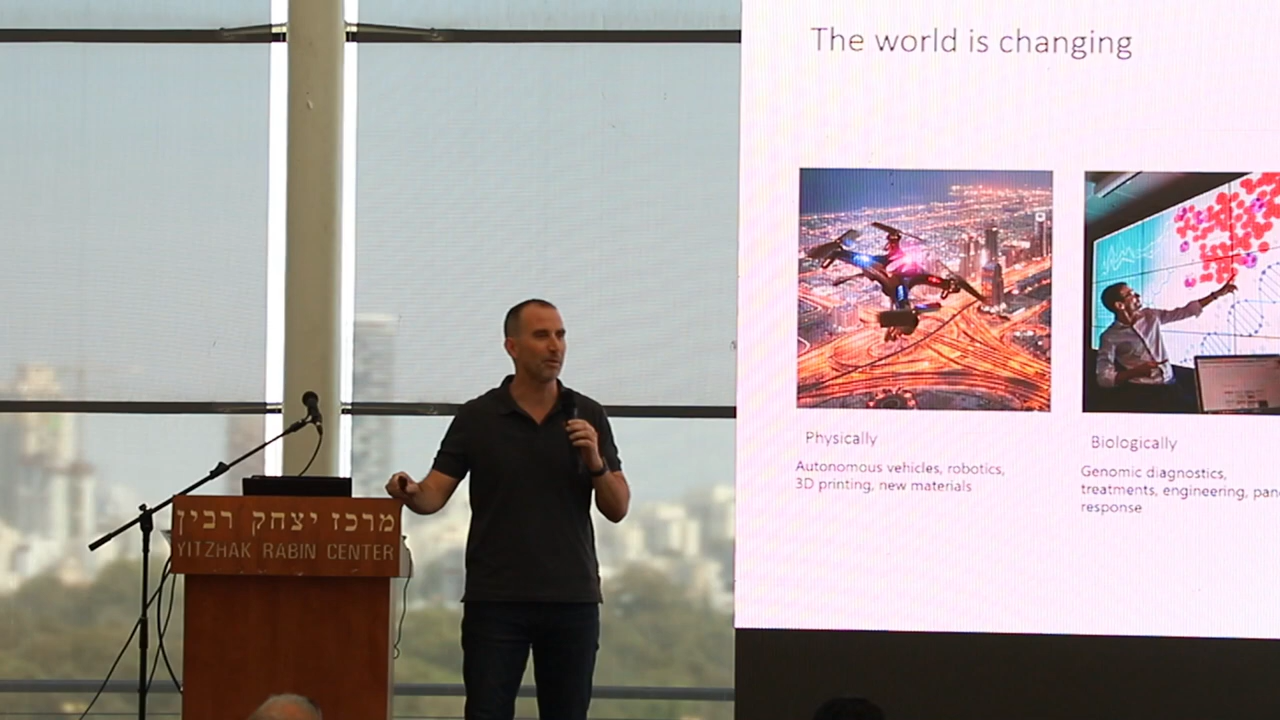 The world is changing
Physically
Autonomous vehicles, robotics,
3D printing, new materials
Biologically
Genomic diagnostics,
treatments, engineering, pan
response
מרכז יצחק רבין
YITZHAK RABIN CENTER